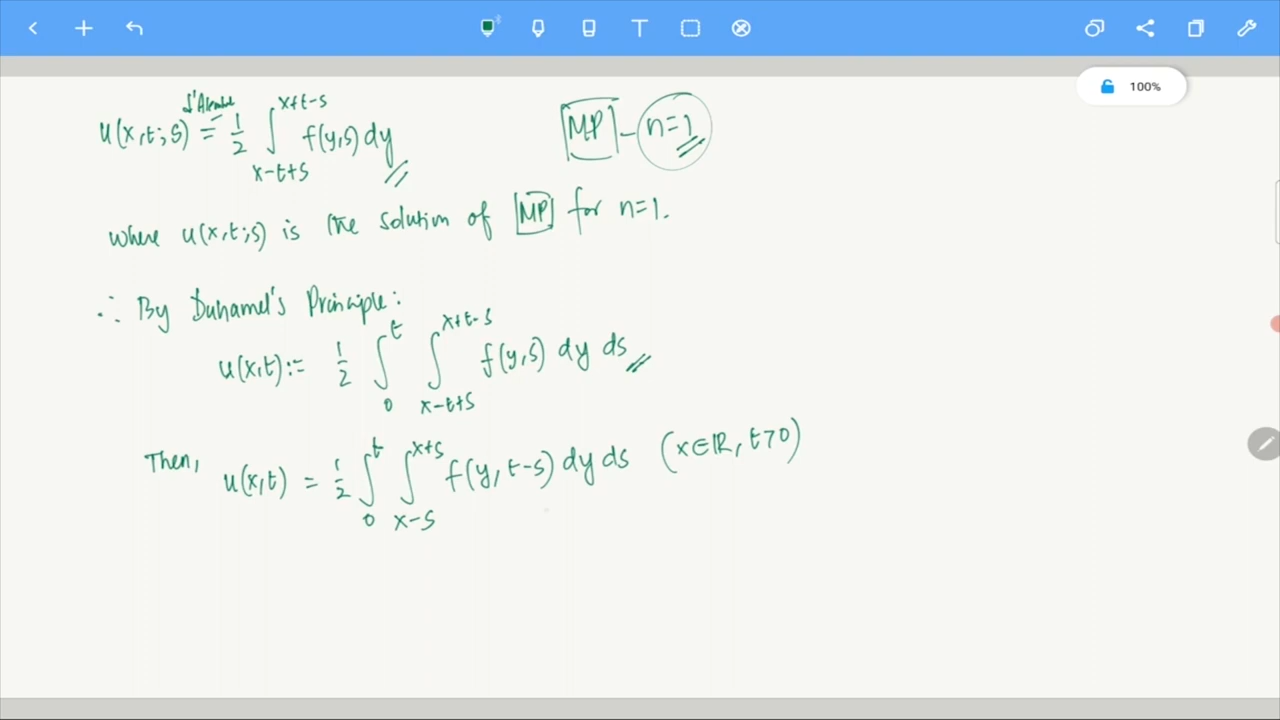 100%
u(x,t;s) d'Alembert = 1/2 ∫_{x-t+s}^{x+t-s} f(y,s) dy
[MP] - n=1
where u(x,t;s) is the solution of [MP] for n=1.
∴ By Duhamel's Principle:
u(x,t) := 1/2 ∫_0^t ∫_{x-t+s}^{x+t-s} f(y,s) dy ds
Then, u(x,t) = 1/2 ∫_0^t ∫_{x-s}^{x+s} f(y,t-s) dy ds (x∈ℝ, t>0)